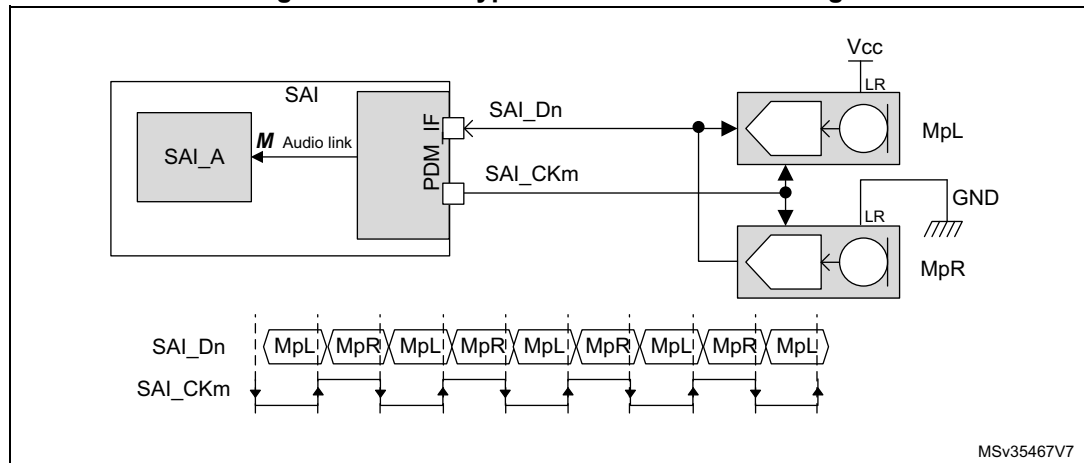 Vcc
SAI
LR
SAI_Dn
MpL
SAI_A
M Audio link
PDM_IF
SAI_CKm
GND
LR
MpR
SAI_Dn
MpL MpR MpL MpR MpL MpR MpL MpR MpL
SAI_CKm
MSv35467V7